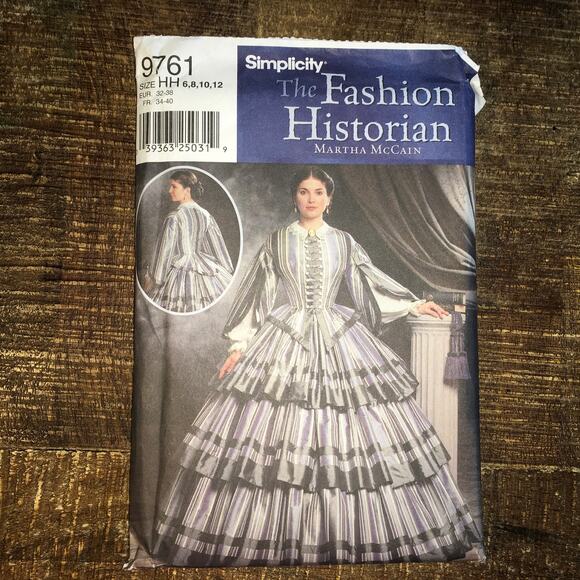 9761
SIZE HH 6,8,10,12
EUR. 32-38
FR. 34-40
39363 25031 9
Simplicity
The Fashion
Historian
MARTHA MCCAIN